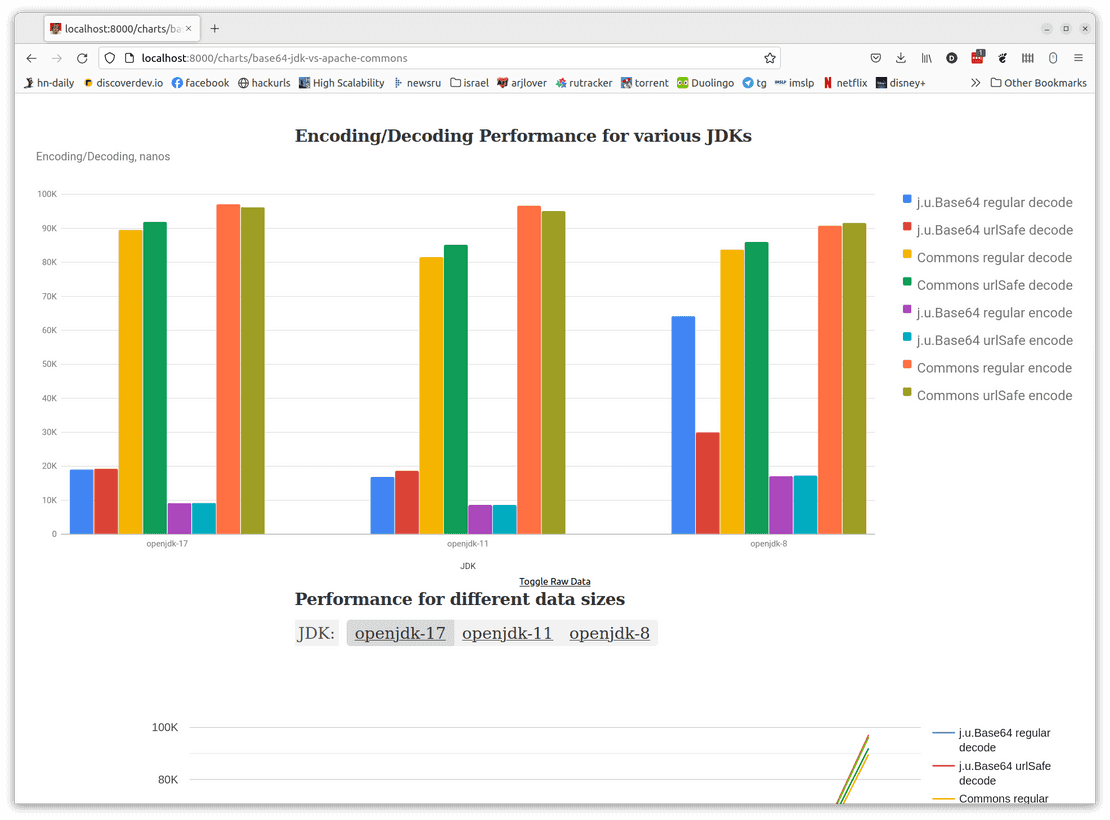 localhost:8000/charts/ba
localhost:8000/charts/base64-jdk-vs-apache-commons
1
hn-daily discoverdev.io facebook hackurls High Scalability newsru israel arjlover rutracker torrent Duolingo tg imslp netflix disney+ Other Bookmarks
Encoding/Decoding Performance for various JDKs
Encoding/Decoding, nanos
100K
90K
80K
70K
60K
50K
40K
30K
20K
10K
0
openjdk-17 openjdk-11 openjdk-8
JDK
j.u.Base64 regular decode
j.u.Base64 urlSafe decode
Commons regular decode
Commons urlSafe decode
j.u.Base64 regular encode
j.u.Base64 urlSafe encode
Commons regular encode
Commons urlSafe encode
Toggle Raw Data
Performance for different data sizes
JDK: openjdk-17 openjdk-11 openjdk-8
100K
80K
j.u.Base64 regular
decode
j.u.Base64 urlSafe
decode
Commons regular